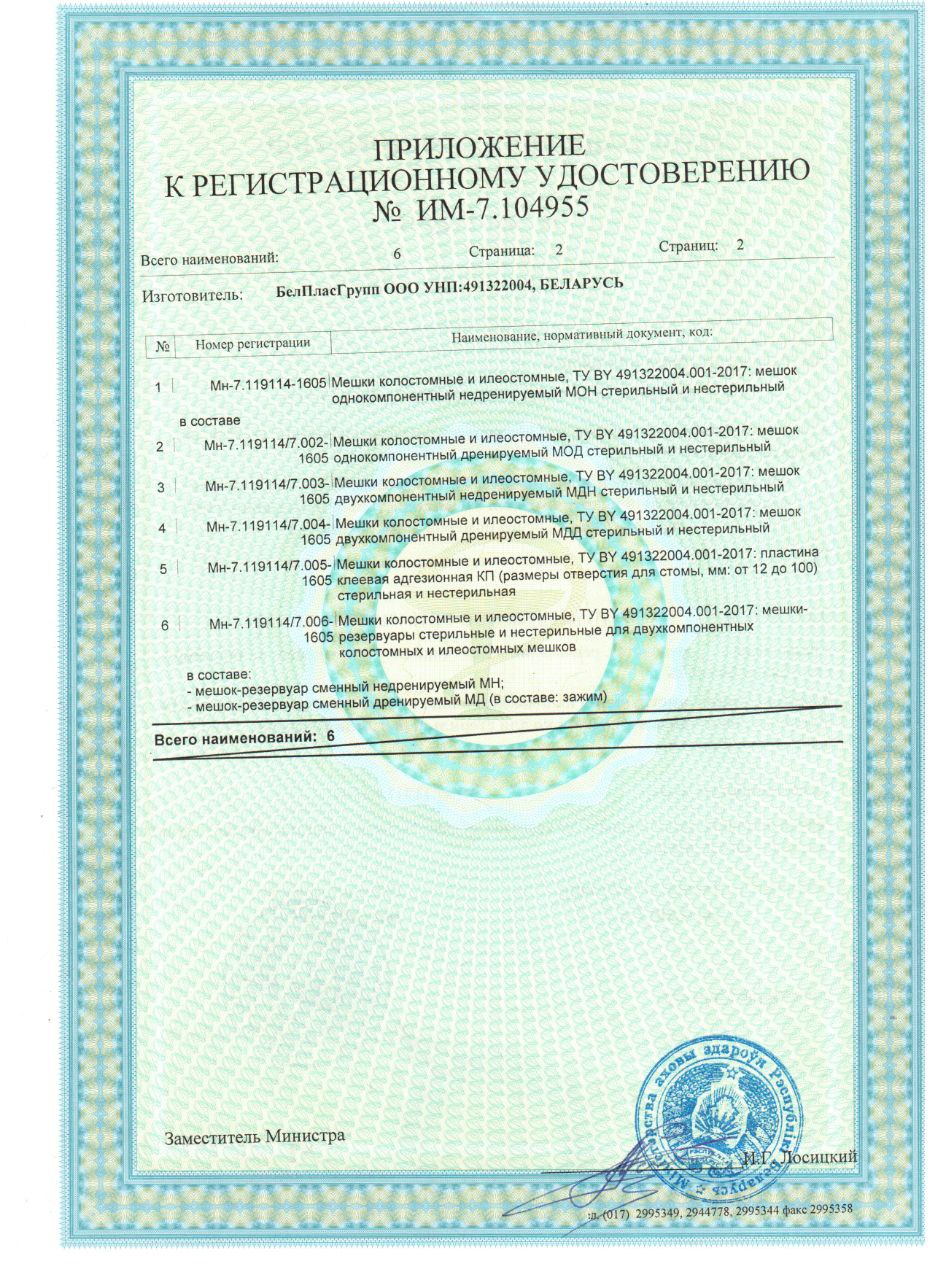 ПРИЛОЖЕНИЕ
К РЕГИСТРАЦИОННОМУ УДОСТОВЕРЕНИЮ
№ ИМ-7.104955
Всего наименований: 6 Страница: 2 Страниц: 2
Изготовитель: БелПласГрупп ООО УНП:491322004, БЕЛАРУСЬ
№ Номер регистрации Наименование, нормативный документ, код:
1 Мн-7.119114-1605 Мешки колостомные и илеостомные, ТУ BY 491322004.001-2017: мешок
однокомпонентный недренируемый МОН стерильный и нестерильный
в составе
2 Мн-7.119114/7.002- Мешки колостомные и илеостомные, ТУ BY 491322004.001-2017: мешок
1605 однокомпонентный дренируемый МОД стерильный и нестерильный
3 Мн-7.119114/7.003- Мешки колостомные и илеостомные, ТУ BY 491322004.001-2017: мешок
1605 двухкомпонентный недренируемый МДН стерильный и нестерильный
4 Мн-7.119114/7.004- Мешки колостомные и илеостомные, ТУ BY 491322004.001-2017: мешок
1605 двухкомпонентный дренируемый МДД стерильный и нестерильный
5 Мн-7.119114/7.005- Мешки колостомные и илеостомные, ТУ BY 491322004.001-2017: пластина
1605 клеевая адгезионная КП (размеры отверстия для стомы, мм: от 12 до 100)
стерильная и нестерильная
6 Мн-7.119114/7.006- Мешки колостомные и илеостомные, ТУ BY 491322004.001-2017: мешки-
1605 резервуары стерильные и нестерильные для двухкомпонентных
колостомных и илеостомных мешков
в составе:
- мешок-резервуар сменный недренируемый МН;
- мешок-резервуар сменный дренируемый МД (в составе: зажим)
Всего наименований: 6
аховы здароўя Рэспублікі Беларусь
Заместитель Министра
И.Г. Лосицкий
(017) 2995349, 2944778, 2995344 факс 2995358